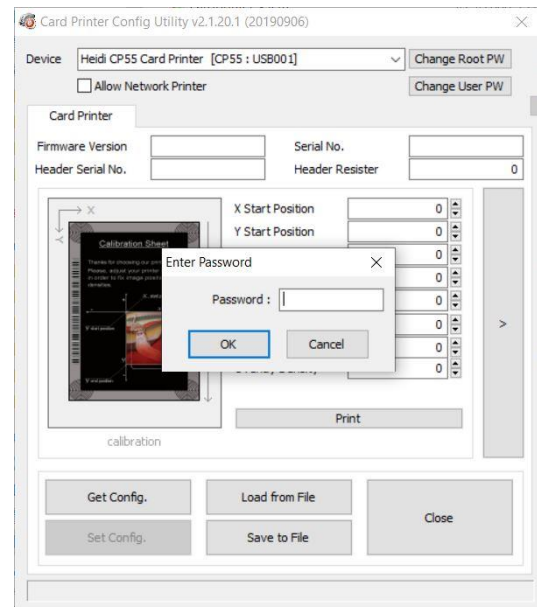 Card Printer Config Utility v2.1.20.1 (20190906)
Device Heidi CP55 Card Printer [CP55 : USB001] Change Root PW
Allow Network Printer Change User PW
Card Printer
Firmware Version Serial No.
Header Serial No. Header Resister 0
X
Y
Calibration Sheet
X Start Position 0
Y Start Position 0
0
0
0
0
0
0
Enter Password
Password :
OK Cancel
>
Print
calibration
Get Config. Load from File Close
Set Config. Save to File